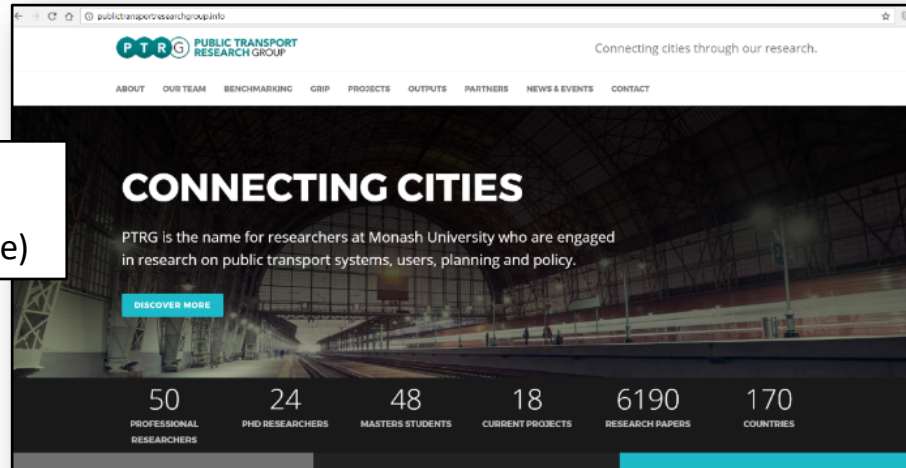 publictransportresearchgroup.info
PTRG PUBLIC TRANSPORT
RESEARCH GROUP
Connecting cities through our research.
ABOUT OUR TEAM BENCHMARKING GRIP PROJECTS OUTPUTS PARTNERS NEWS & EVENTS CONTACT
e)
CONNECTING CITIES
PTRG is the name for researchers at Monash University who are engaged
in research on public transport systems, users, planning and policy.
DISCOVER MORE
50 24 48 18 6190 170
PROFESSIONAL PHD RESEARCHERS MASTERS STUDENTS CURRENT PROJECTS RESEARCH PAPERS COUNTRIES
RESEARCHERS